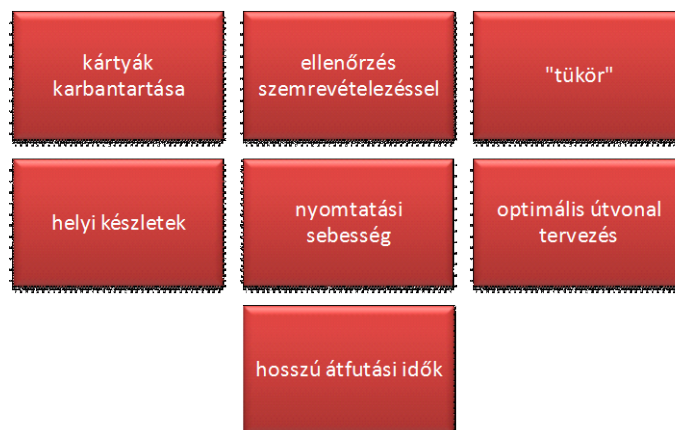 kártyák
karbantartása
ellenőrzés
szemrevételezéssel
"tükör"
helyi készletek
nyomtatási
sebesség
optimális útvonal
tervezés
hosszú átfutási idők